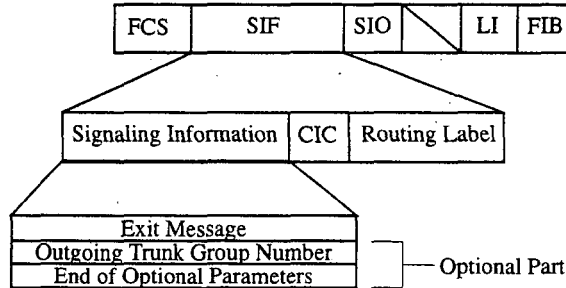 FCS SIF SIO LI FIB
Signaling Information CIC Routing Label
Exit Message
Outgoing Trunk Group Number
End of Optional Parameters
Optional Part